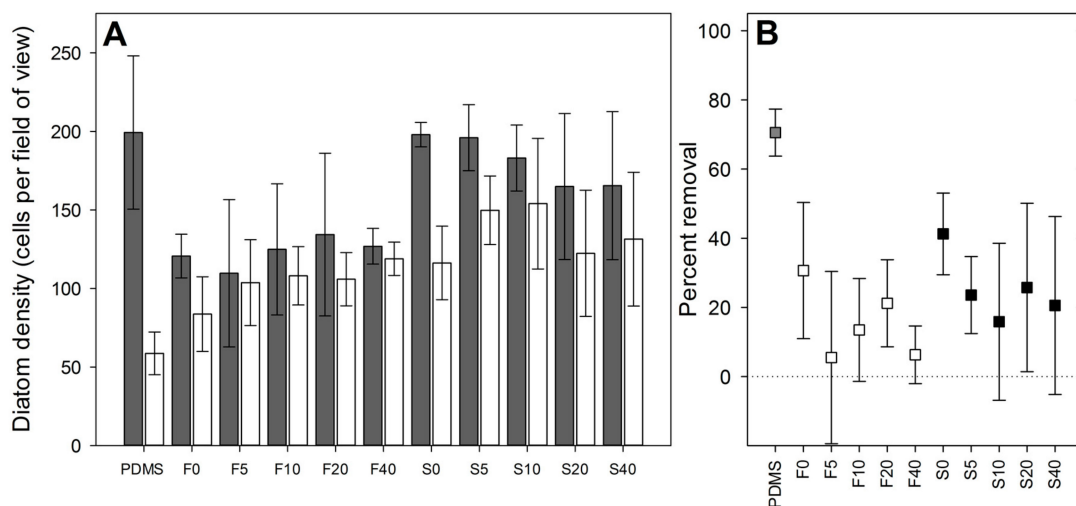 A
Diatom density (cells per field of view)
250
200
150
100
50
0
PDMS F0 F5 F10 F20 F40 S0 S5 S10 S20 S40
B
Percent removal
100
80
60
40
20
0
PDMS F0 F5 F10 F20 F40 S0 S5 S10 S20 S40